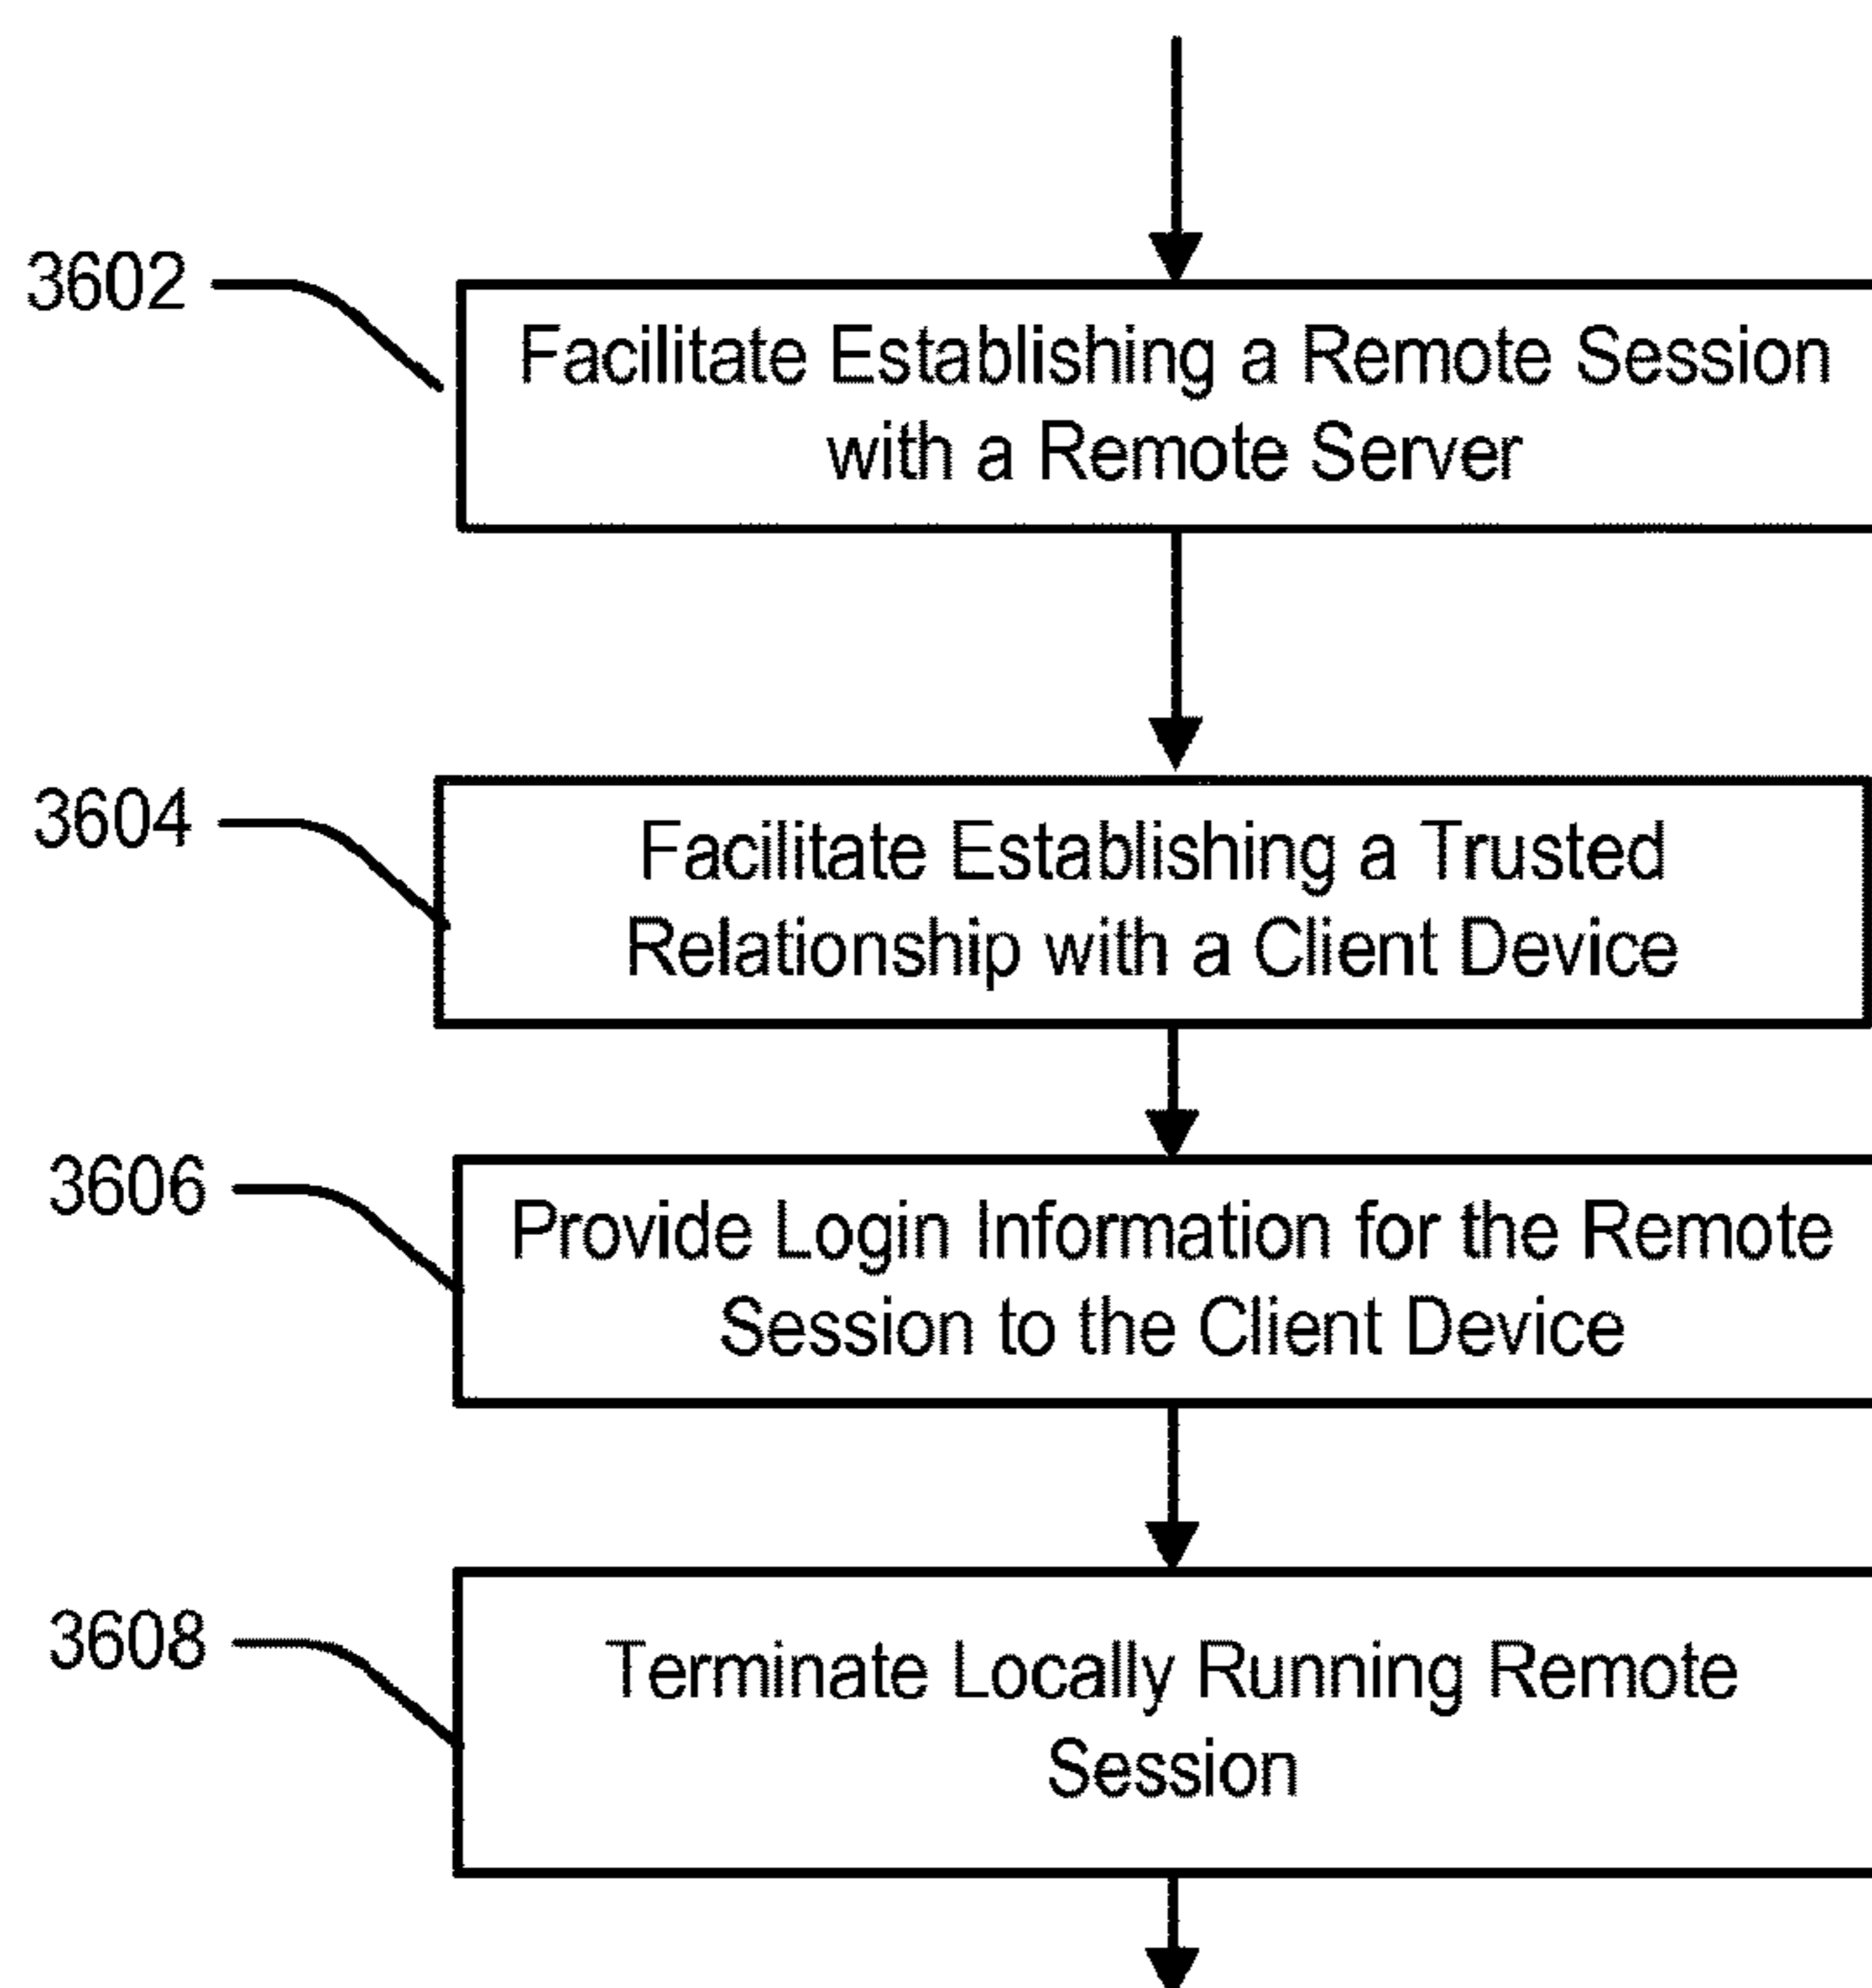 3602
Facilitate Establishing a Remote Session
with a Remote Server
3604
Facilitate Establishing a Trusted
Relationship with a Client Device
3606
Provide Login Information for the Remote
Session to the Client Device
3608
Terminate Locally Running Remote
Session